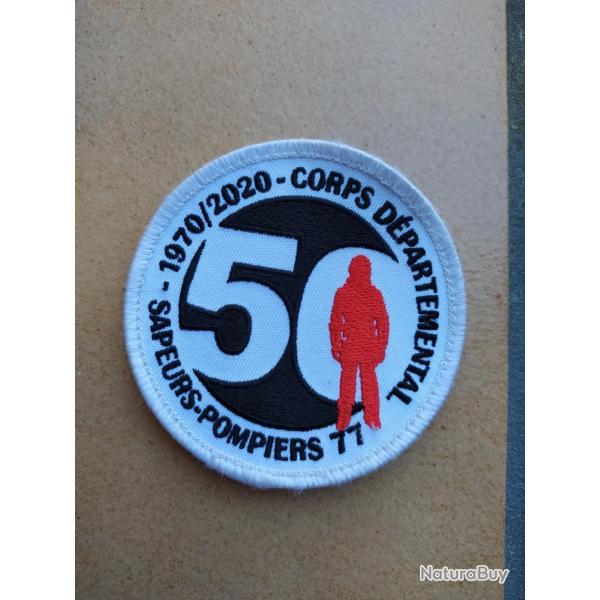 1970/2020 - CORPS DÉPARTEMENTAL
- SAPEURS-POMPIERS 77
50
NaturaBuy